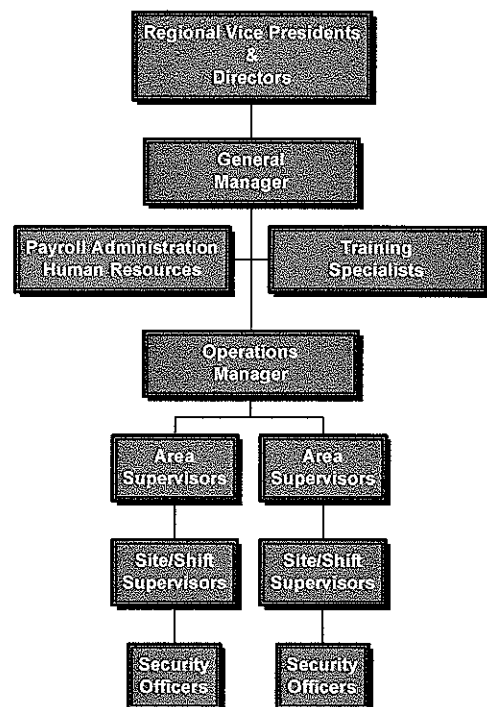 Regional Vice Presidents
&
Directors
General
Manager
Payroll Administration
Human Resources
Training
Specialists
Operations
Manager
Area
Supervisors
Area
Supervisors
Site/Shift
Supervisors
Site/Shift
Supervisors
Security
Officers
Security
Officers